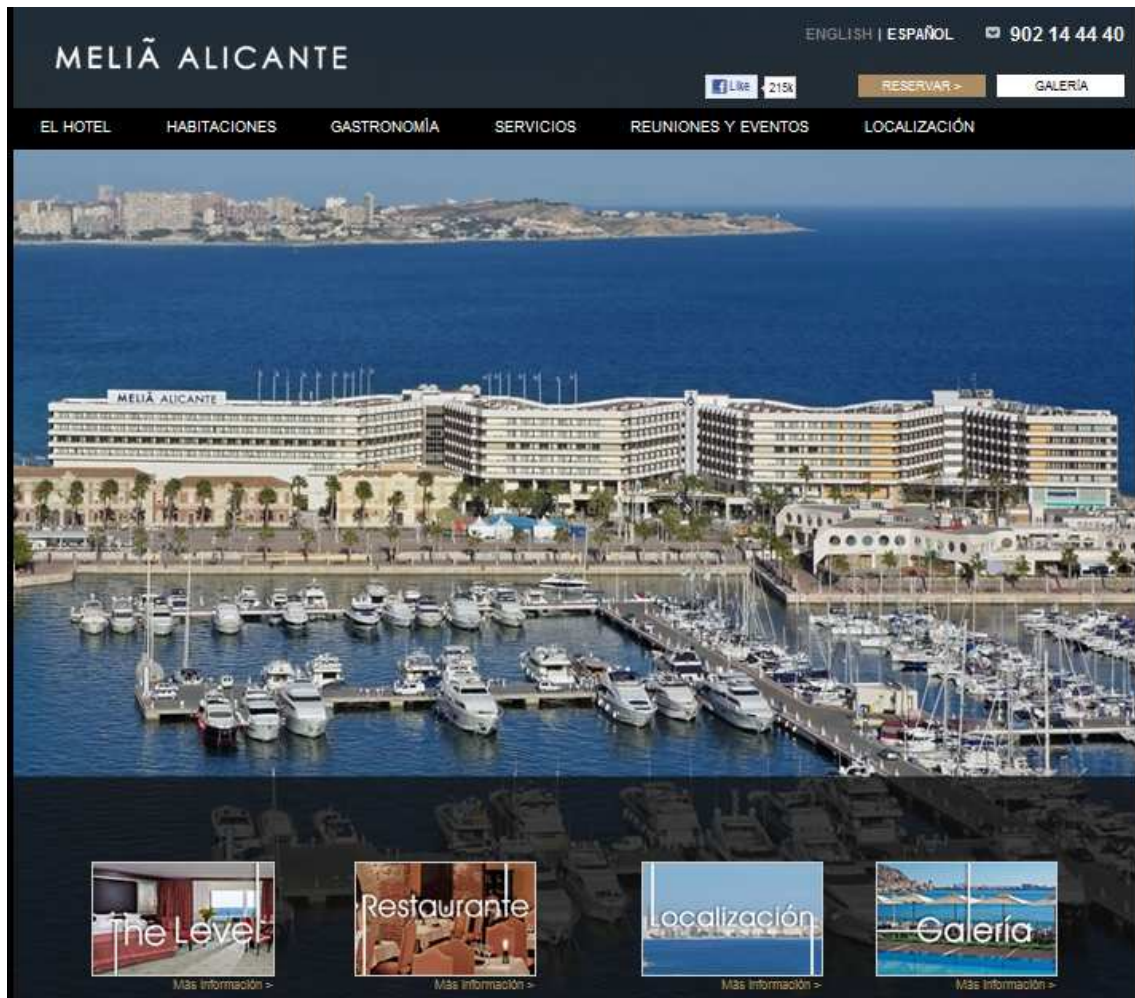 MELIÃ ALICANTE
ENGLISH | ESPAÑOL
902 14 44 40
Like 215k
RESERVAR >
GALERÍA
EL HOTEL
HABITACIONES
GASTRONOMÌA
SERVICIOS
REUNIONES Y EVENTOS
LOCALIZACIÓN
MELIÃ ALICANTE
The Level
Restaurante
Localización
Galería
Más información >
Más información >
Más información >
Más información >